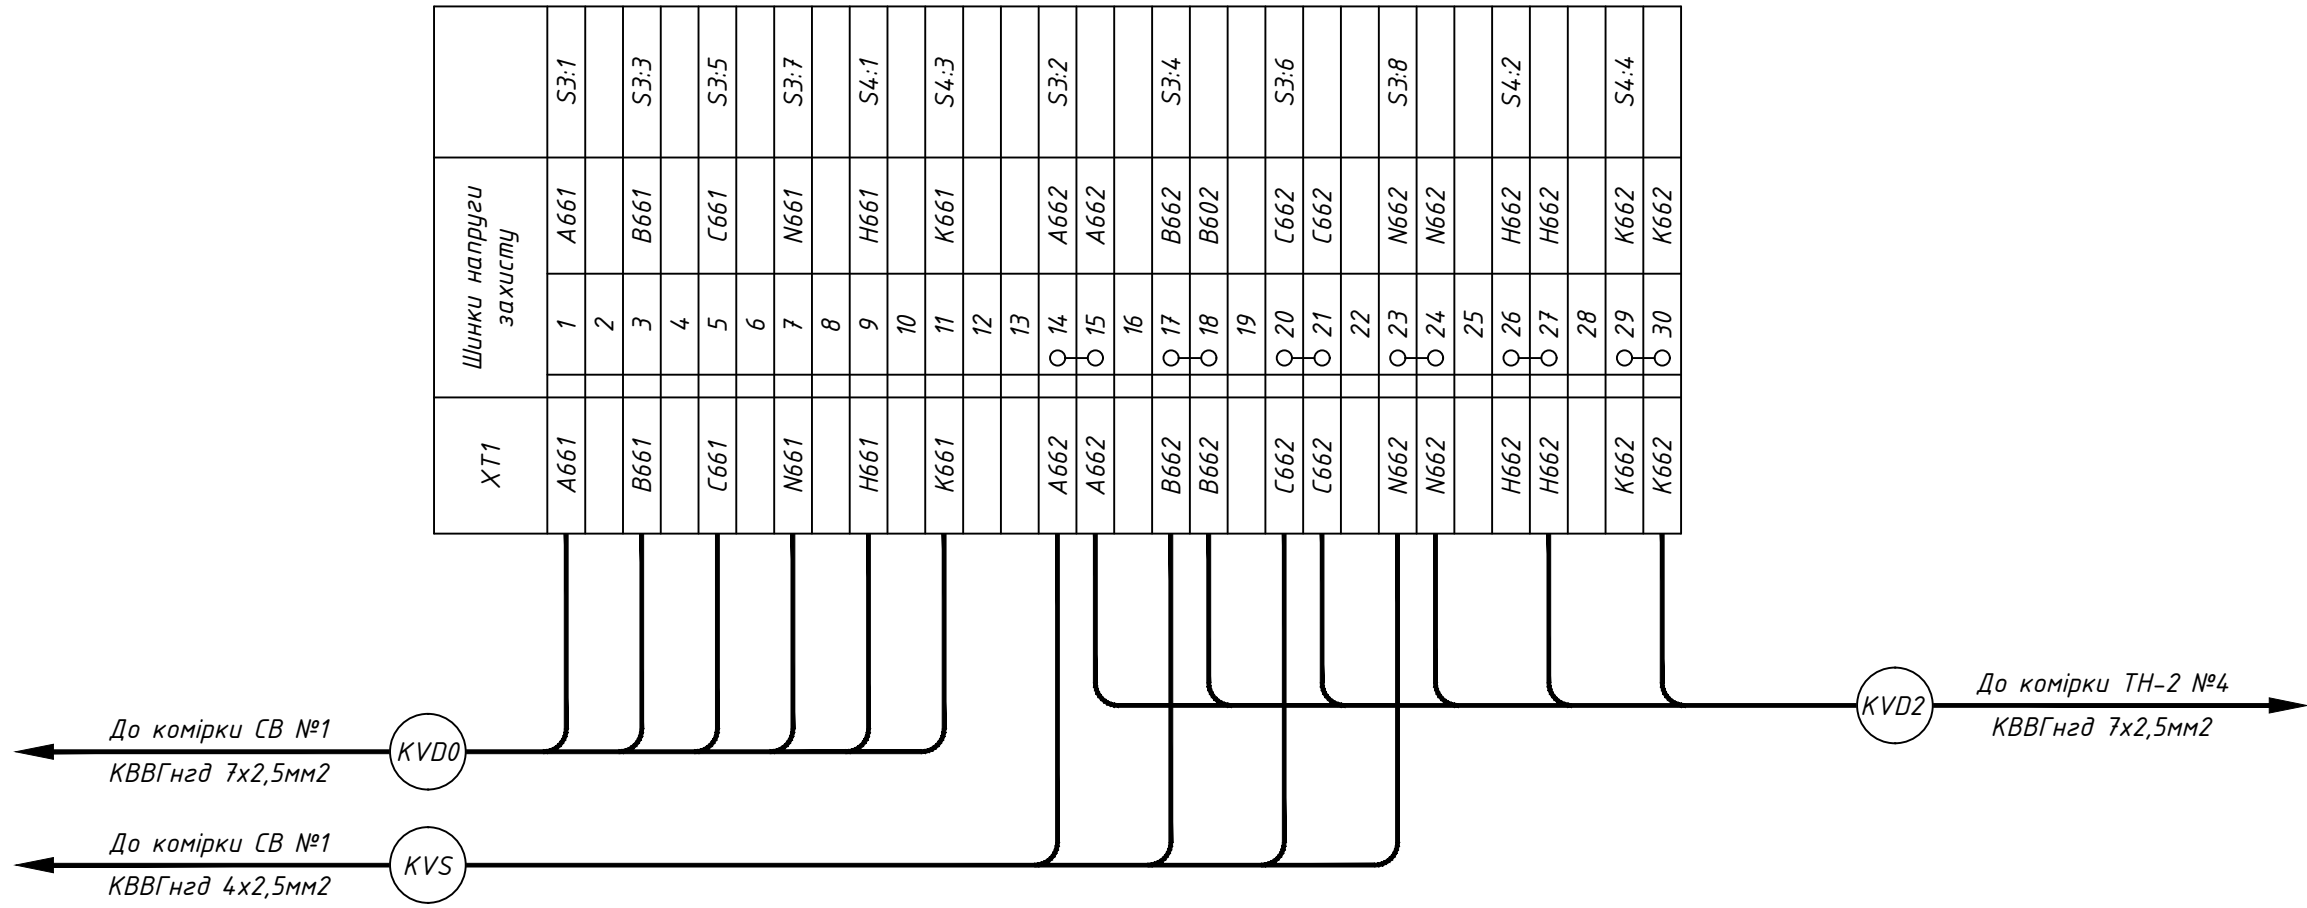 S3:1 S3:3 S3:5 S3:7 S4:1 S4:3 S3:2 S3:4 S3:6 S3:8 S4:2 S4:4
Шинки напруги
захисту
A661 B661 C661 N661 H661 K661 A662 A662 B662 B602 C662 C662 N662 N662 H662 H662 K662 K662
1 2 3 4 5 6 7 8 9 10 11 12 13 14 15 16 17 18 19 20 21 22 23 24 25 26 27 28 29 30
XT1
A661 B661 C661 N661 H661 K661 A662 A662 B662 B662 C662 C662 N662 N662 H662 H662 K662 K662
До комірки ТН-2 №4
KVD2
КВВГнгд 7х2,5мм2
До комірки СВ №1
KVD0
КВВГнгд 7х2,5мм2
До комірки СВ №1
KVS
КВВГнгд 4х2,5мм2